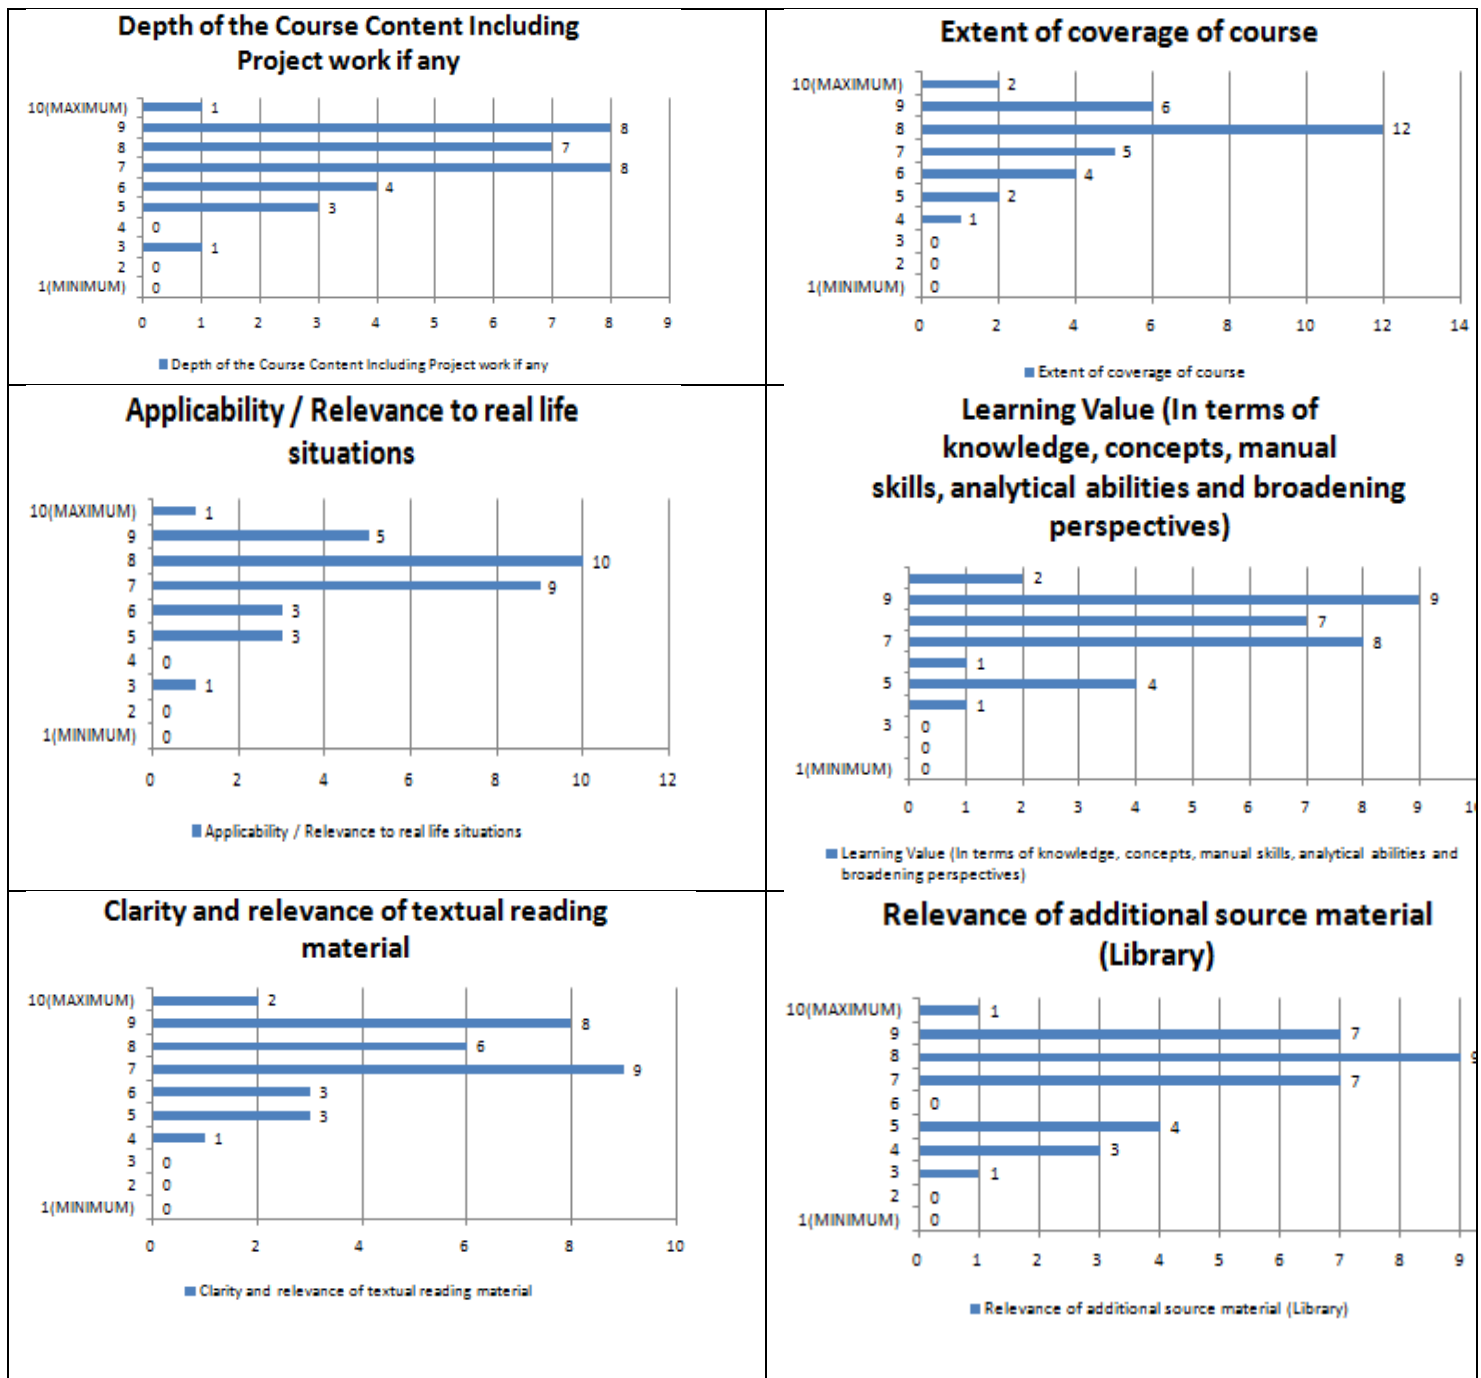 Depth of the Course Content Including
Project work if any
10(MAXIMUM) 1
9 8
8 7
7 8
6 4
5 3
4 0
3 1
2 0
1(MINIMUM) 0
0 1 2 3 4 5 6 7 8 9
Depth of the Course Content Including Project work if any
Extent of coverage of course
10(MAXIMUM) 2
9 6
8 12
7 5
6 4
5 2
4 1
3 0
2 0
1(MINIMUM) 0
0 2 4 6 8 10 12 14
Extent of coverage of course
Applicability / Relevance to real life
situations
10(MAXIMUM) 1
9 5
8 10
7 9
6 3
5 3
4 0
3 1
2 0
1(MINIMUM) 0
0 2 4 6 8 10 12
Applicability / Relevance to real life situations
Learning Value (In terms of
knowledge, concepts, manual
skills, analytical abilities and broadening
perspectives)
2
9 9
7
7 8
1
5 4
1
3 0
0
1(MINIMUM) 0
0 1 2 3 4 5 6 7 8 9
Learning Value (In terms of knowledge, concepts, manual skills, analytical abilities and
broadening perspectives)
Clarity and relevance of textual reading
material
10(MAXIMUM) 2
9 8
8 6
7 9
6 3
5 3
4 1
3 0
2 0
1(MINIMUM) 0
0 2 4 6 8 10
Clarity and relevance of textual reading material
Relevance of additional source material
(Library)
10(MAXIMUM) 1
9 7
8 9
7 7
6 0
5 4
4 3
3 1
2 0
1(MINIMUM) 0
0 1 2 3 4 5 6 7 8 9
Relevance of additional source material (Library)